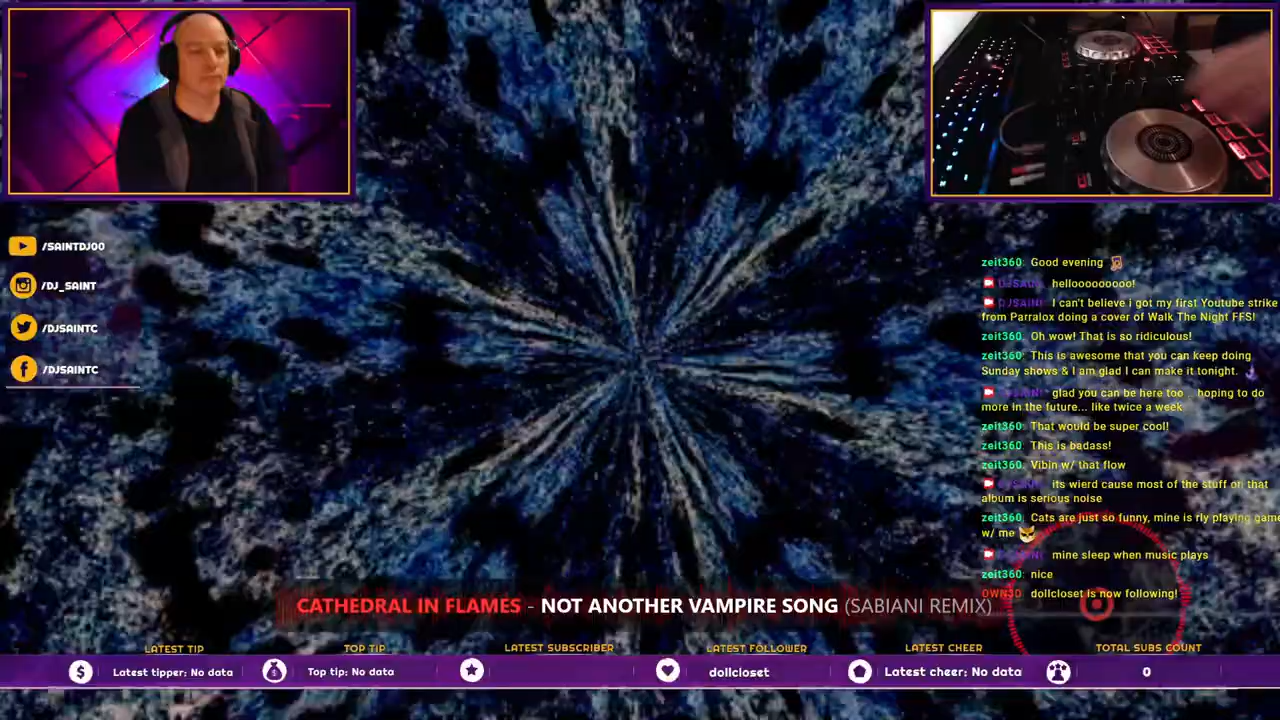 /SAINTDJ00
/DJ_SAINT
/DJSAINTC
/DJSAINTC
zeit360: Good evening
DJSAINT: helloooooooo!
DJSAINT: I can't believe i got my first Youtube strike
from Parralox doing a cover of Walk The Night FFS!
zeit360: Oh wow! That is so ridiculous!
zeit360: This is awesome that you can keep doing
Sunday shows & I am glad I can make it tonight.
glad you can be here too .. hoping to do
more in the future... like twice a week
zeit360: That would be super cool!
zeit360: This is badass!
zeit360: Vibin w/ that flow
its wierd cause most of the stuff on that
album is serious noise
zeit360: Cats are just so funny, mine is rly playing game
w/ me
mine sleep when music plays
zeit360: nice
OWN3D: dollcloset is now following!
CATHEDRAL IN FLAMES - NOT ANOTHER VAMPIRE SONG (SABIANI REMIX)
LATEST TIP TOP TIP LATEST SUBSCRIBER LATEST FOLLOWER LATEST CHEER TOTAL SUBS COUNT
Latest tipper: No data Top tip: No data dollcloset Latest cheer: No data 0